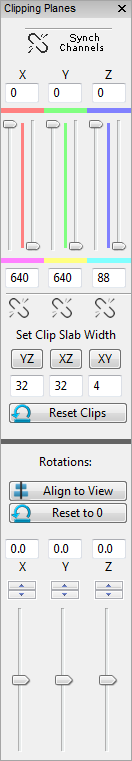 Clipping Planes
Synch
Channels
X Y Z
0 0 0
640 640 88
Set Clip Slab Width
YZ XZ XY
32 32 4
Reset Clips
Rotations:
Align to View
Reset to 0
0.0 0.0 0.0
X Y Z